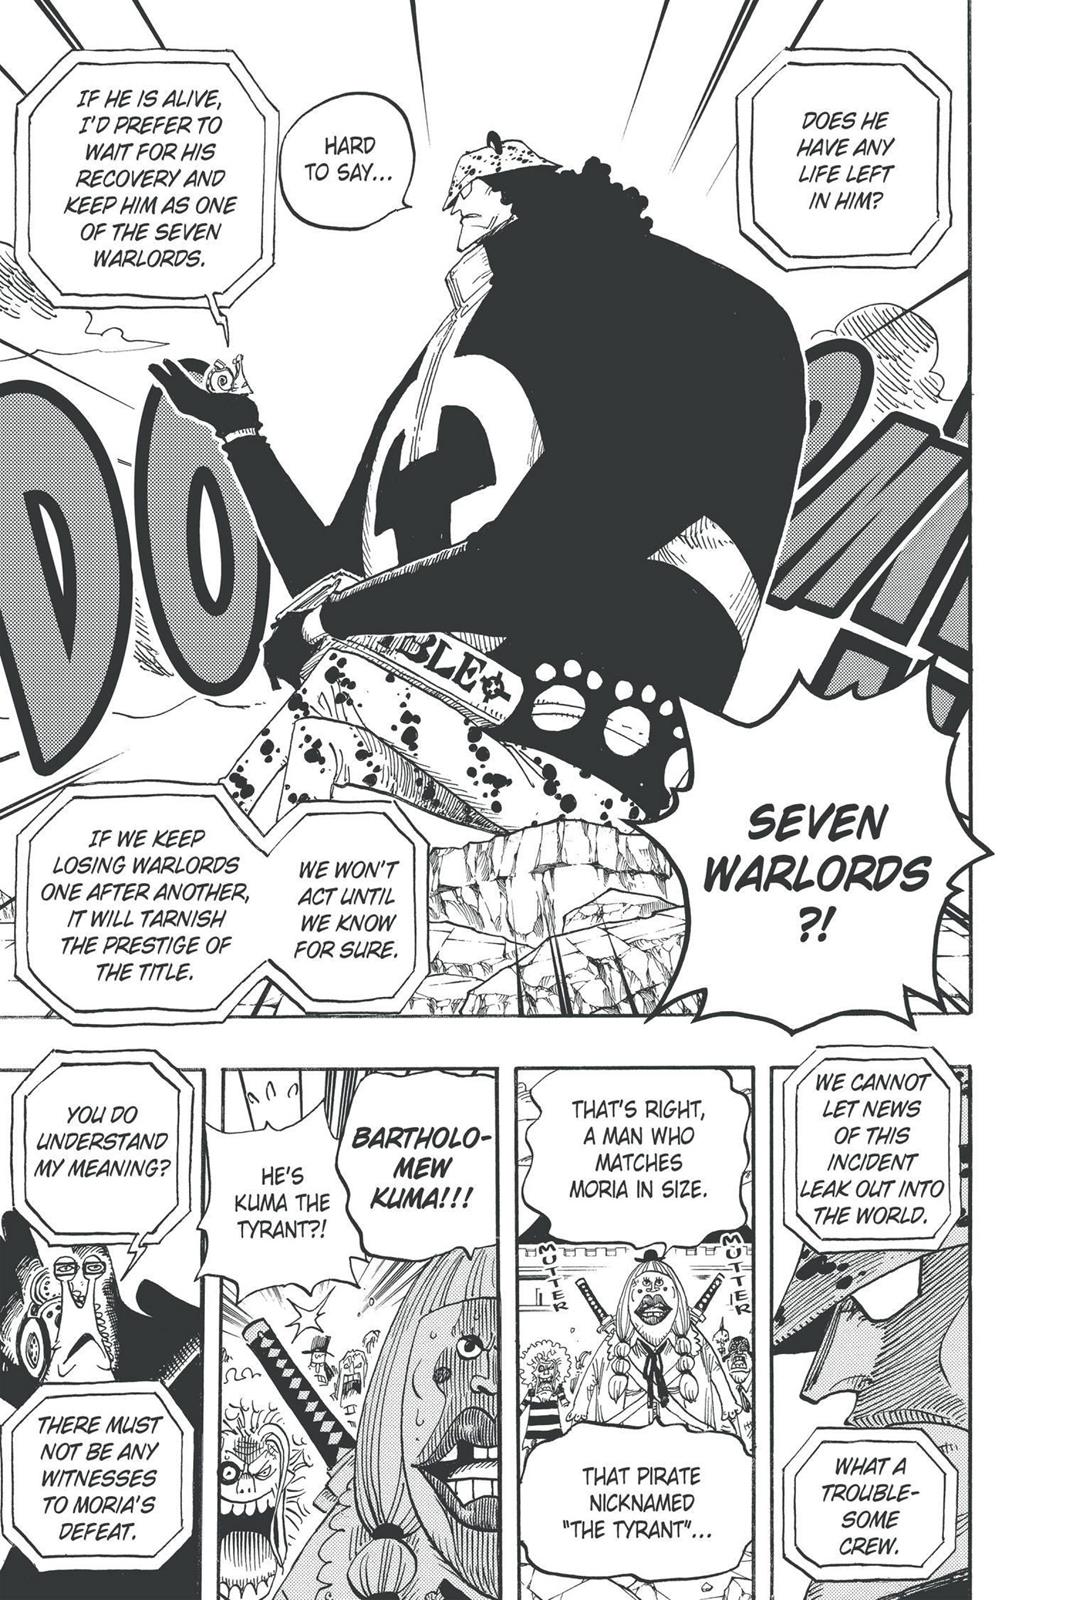 DOES HE
HAVE ANY
LIFE LEFT
IN HIM?
HARD
TO SAY...
IF HE IS ALIVE,
I'D PREFER TO
WAIT FOR HIS
RECOVERY AND
KEEP HIM AS ONE
OF THE SEVEN
WARLORDS.
DO
BLE
SEVEN
WARLORDS
?!
WE WON'T
ACT UNTIL
WE KNOW
FOR SURE.
IF WE KEEP
LOSING WARLORDS
ONE AFTER ANOTHER,
IT WILL TARNISH
THE PRESTIGE OF
THE TITLE.
WE CANNOT
LET NEWS
OF THIS
INCIDENT
LEAK OUT INTO
THE WORLD.
WHAT A
TROUBLE-
SOME
CREW.
THAT'S RIGHT,
A MAN WHO
MATCHES
MORIA IN SIZE.
MUTTER
MUTTER
THAT PIRATE
NICKNAMED
"THE TYRANT"...
BARTHOLO-
MEW
KUMA!!!
HE'S
KUMA THE
TYRANT?!
YOU DO
UNDERSTAND
MY MEANING?
THERE MUST
NOT BE ANY
WITNESSES
TO MORIA'S
DEFEAT.